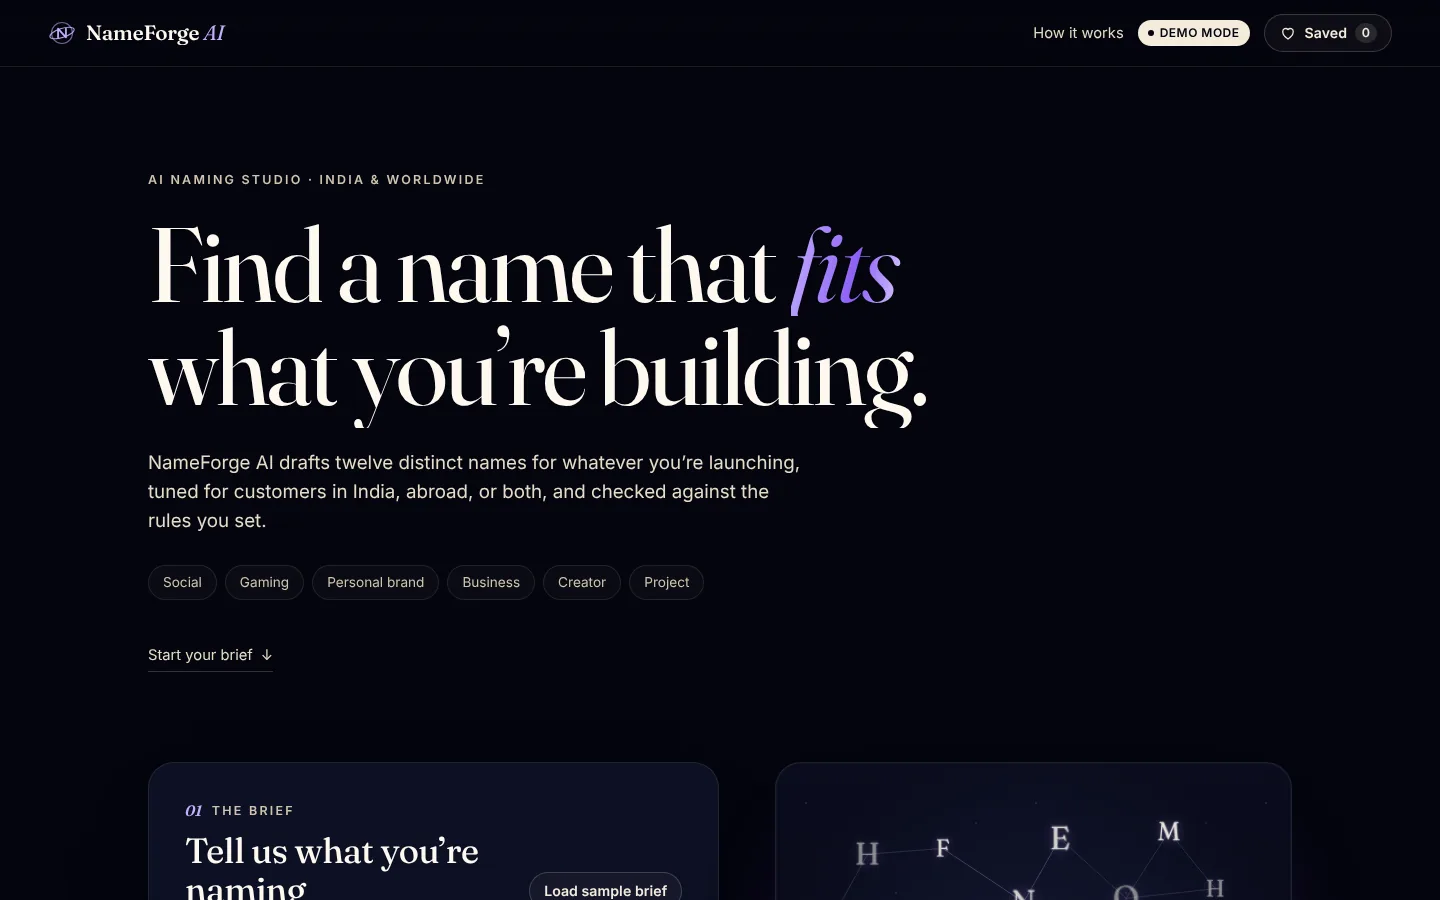 NameForge AI
How it works
DEMO MODE
Saved 0
AI NAMING STUDIO · INDIA & WORLDWIDE
Find a name that fits
what you’re building.
NameForge AI drafts twelve distinct names for whatever you’re launching,
tuned for customers in India, abroad, or both, and checked against the
rules you set.
Social
Gaming
Personal brand
Business
Creator
Project
Start your brief ↓
01 THE BRIEF
Tell us what you’re
naming
Load sample brief
H F E M
N O H